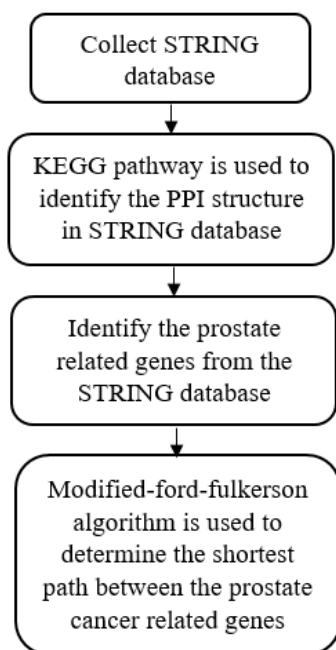 Collect STRING
database
KEGG pathway is used to
identify the PPI structure
in STRING database
Identify the prostate
related genes from the
STRING database
Modified-ford-fulkerson
algorithm is used to
determine the shortest
path between the prostate
cancer related genes